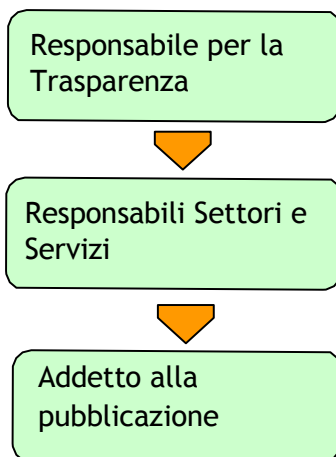 Responsabile per la
Trasparenza
Responsabili Settori e
Servizi
Addetto alla
pubblicazione